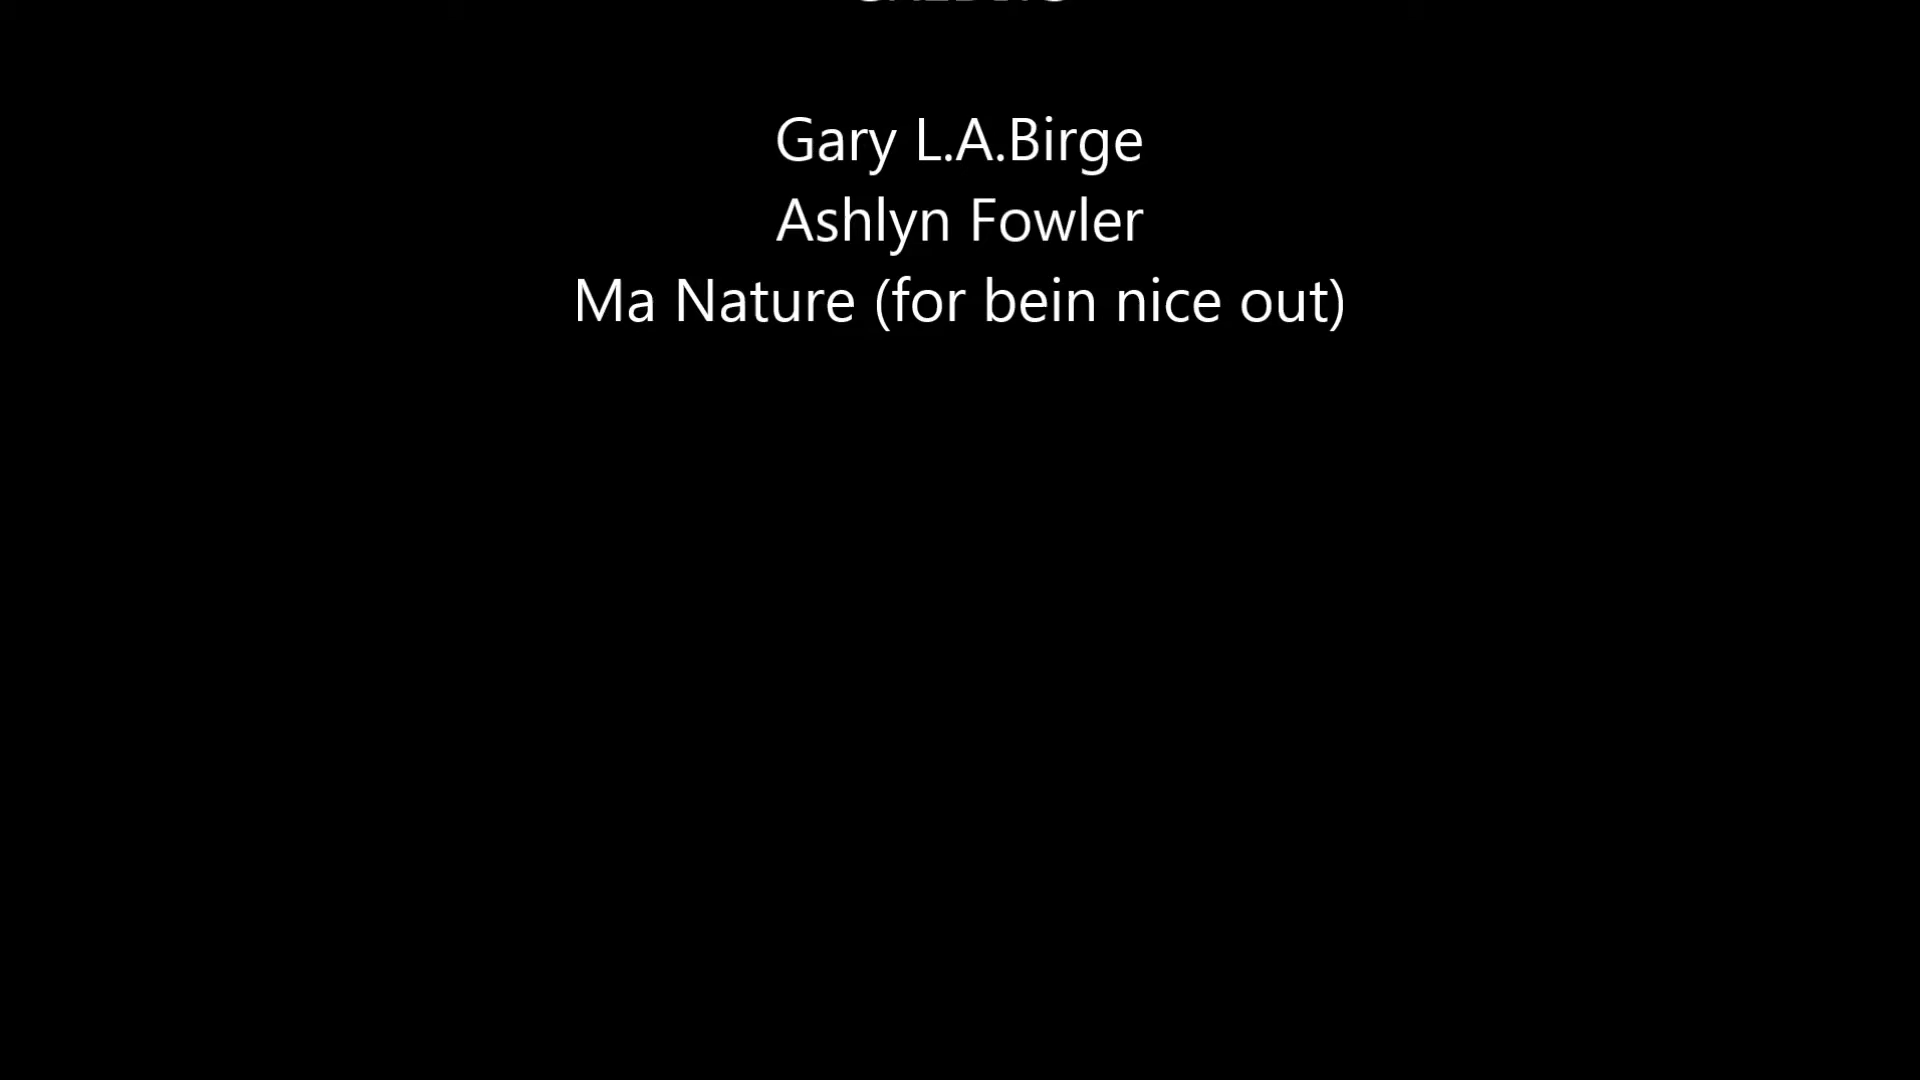 Gary L.A.Birge
Ashlyn Fowler
Ma Nature (for bein nice out)